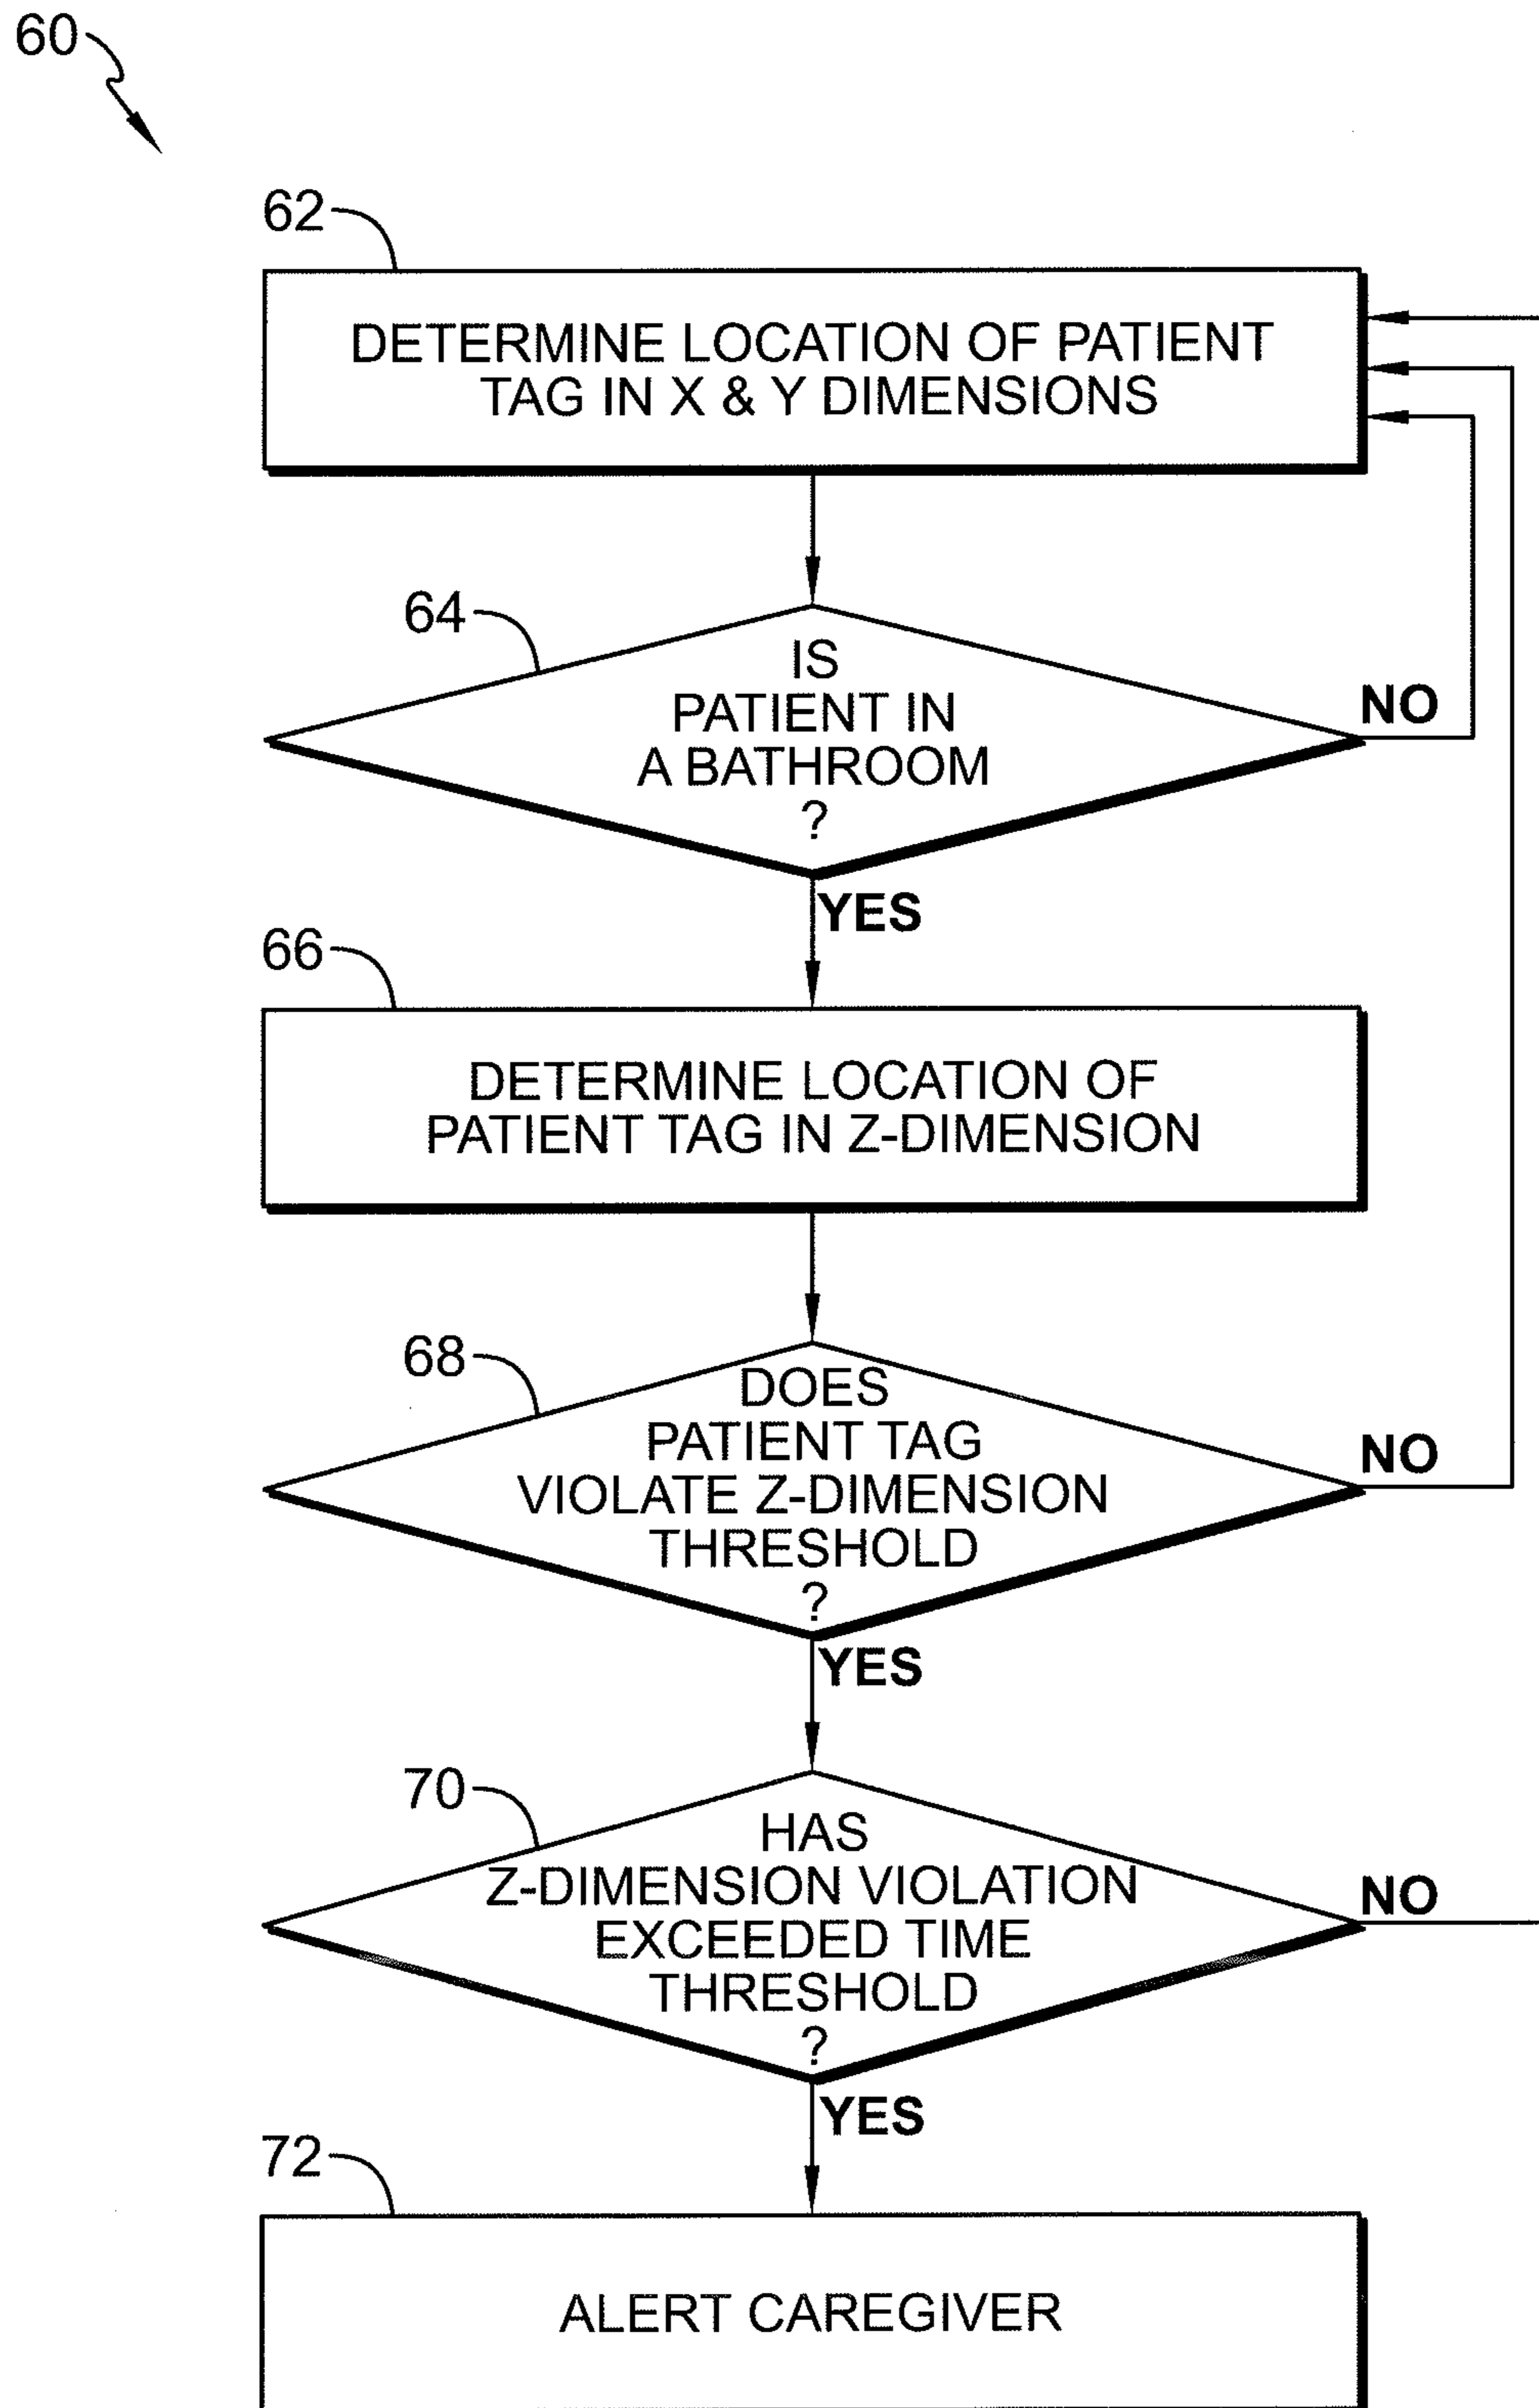 60
62
DETERMINE LOCATION OF PATIENT
TAG IN X & Y DIMENSIONS
64
IS
PATIENT IN
A BATHROOM
?
NO
YES
66
DETERMINE LOCATION OF
PATIENT TAG IN Z-DIMENSION
68
DOES
PATIENT TAG
VIOLATE Z-DIMENSION
THRESHOLD
?
NO
YES
70
HAS
Z-DIMENSION VIOLATION
EXCEEDED TIME
THRESHOLD
?
NO
YES
72
ALERT CAREGIVER